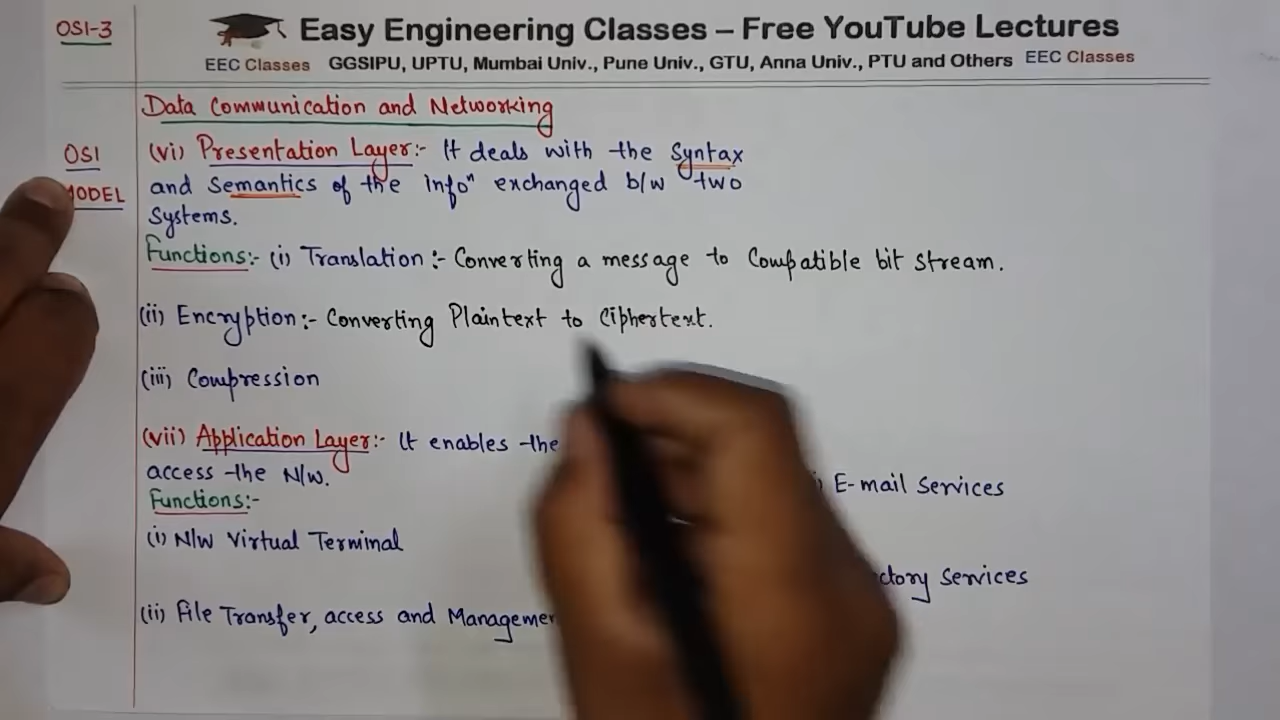 OSI-3
Easy Engineering Classes – Free YouTube Lectures
EEC Classes GGSIPU, UPTU, Mumbai Univ., Pune Univ., GTU, Anna Univ., PTU and Others EEC Classes
Data Communication and Networking
OSI
MODEL
(vi) Presentation Layer:- It deals with the Syntax
and Semantics of the Infoⁿ exchanged b/w two
Systems.
Functions:- (i) Translation:- Converting a message to Compatible bit stream.
(ii) Encryption:- Converting Plaintext to Ciphertext.
(iii) Compression
(vii) Application Layer:- It enables the
access the N/W.
Functions:-
(i) N/W Virtual Terminal
(ii) File Transfer, access and
E-mail Services
Services